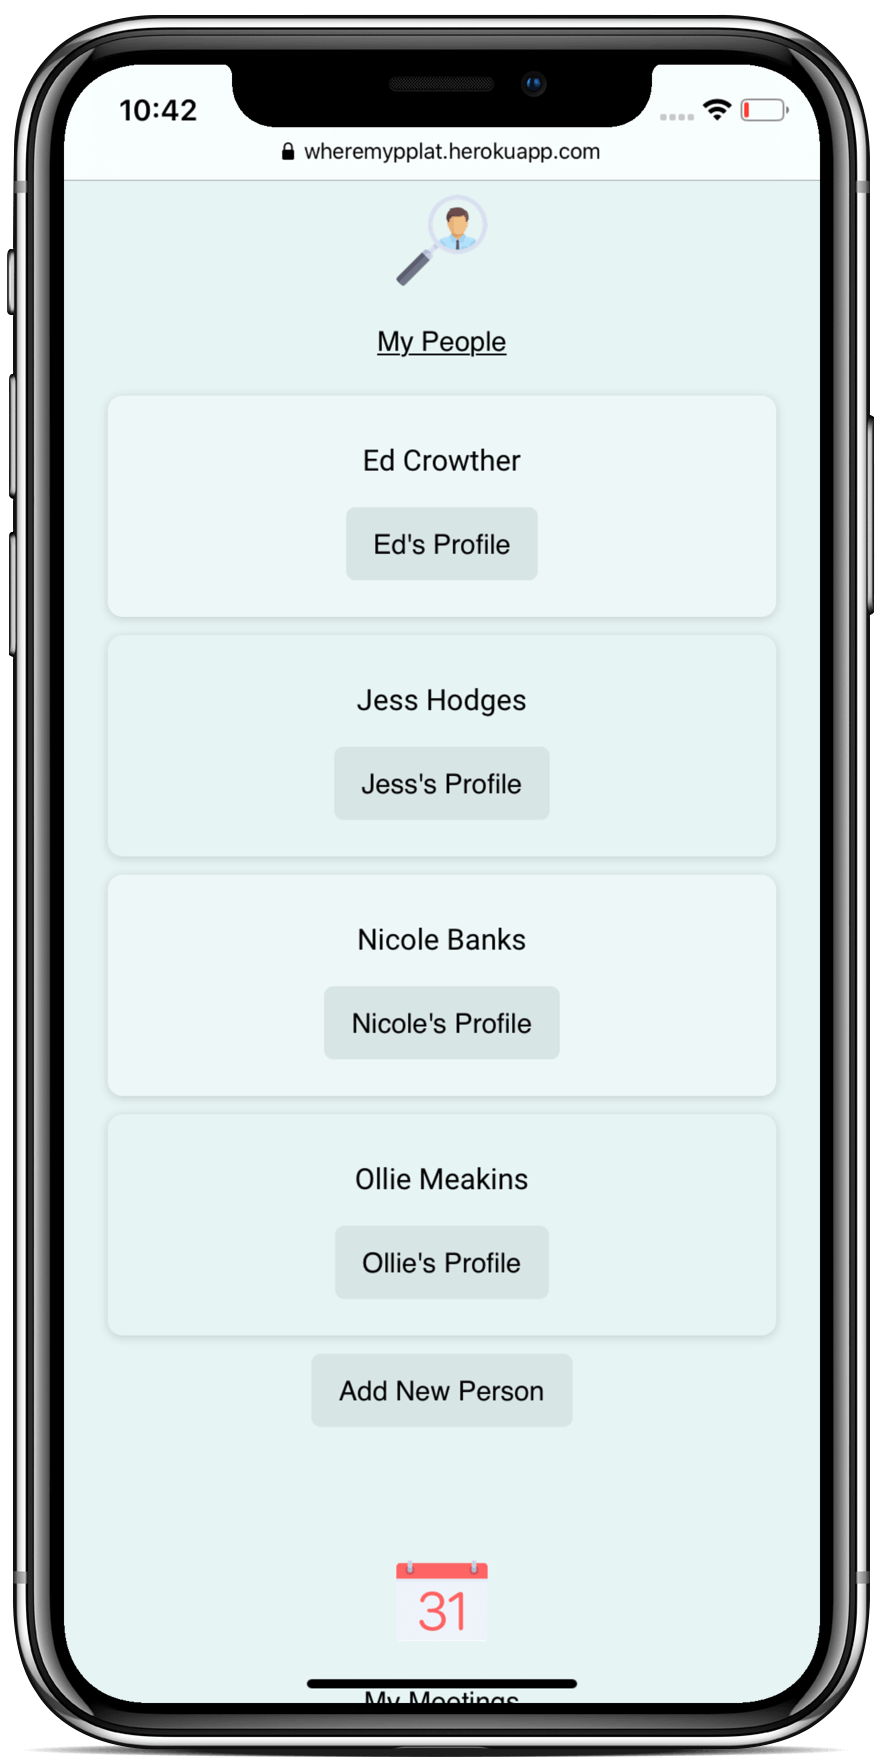 10:42
wheremypplat.herokuapp.com
My People
Ed Crowther
Ed's Profile
Jess Hodges
Jess's Profile
Nicole Banks
Nicole's Profile
Ollie Meakins
Ollie's Profile
Add New Person
31
My Meetings